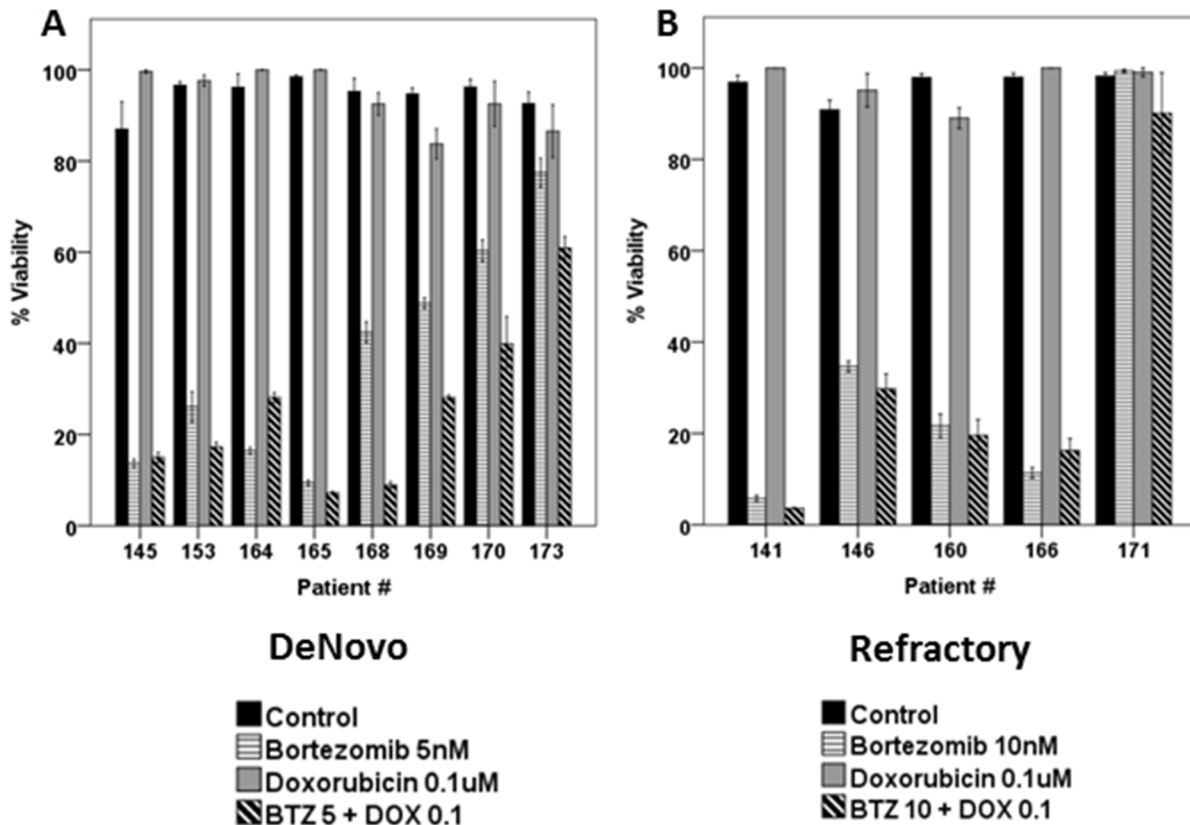 A
% Viability
100
80
60
40
20
0
145 153 164 165 168 169 170 173
Patient #
DeNovo
Control
Bortezomib 5nM
Doxorubicin 0.1uM
BTZ 5 + DOX 0.1
B
% Viability
100
80
60
40
20
0
141 146 160 166 171
Patient #
Refractory
Control
Bortezomib 10nM
Doxorubicin 0.1uM
BTZ 10 + DOX 0.1